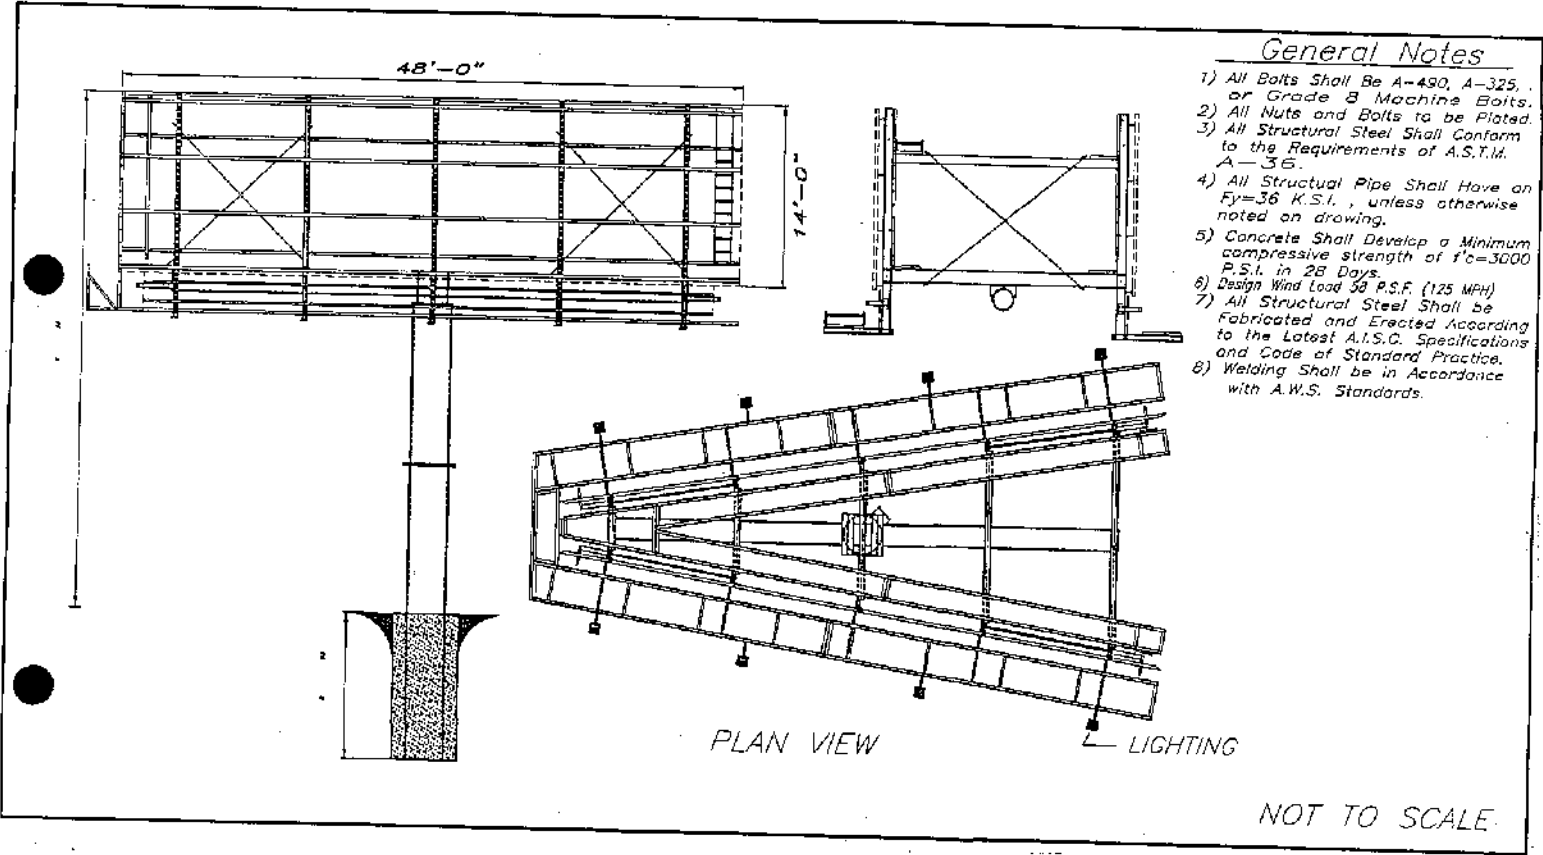 48'-0"
14'-0"
General Notes
1) All Bolts Shall Be A-490, A-325,
or Grade 8 Machine Bolts.
2) All Nuts and Bolts to be Plated.
3) All Structural Steel Shall Conform
to the Requirements of A.S.T.M.
A-36.
4) All Structual Pipe Shall Have an
Fy=36 K.S.I. , unless otherwise
noted on drawing.
5) Concrete Shall Develop a Minimum
compressive strength of f'c=3000
P.S.I. in 28 Days.
6) Design Wind Load 38 P.S.F. (125 MPH)
7) All Structural Steel Shall be
Fabricated and Erected According
to the Latest A.I.S.C. Specifications
and Code of Standard Practice.
8) Welding Shall be in Accordance
with A.W.S. Standards.
PLAN VIEW
LIGHTING
NOT TO SCALE